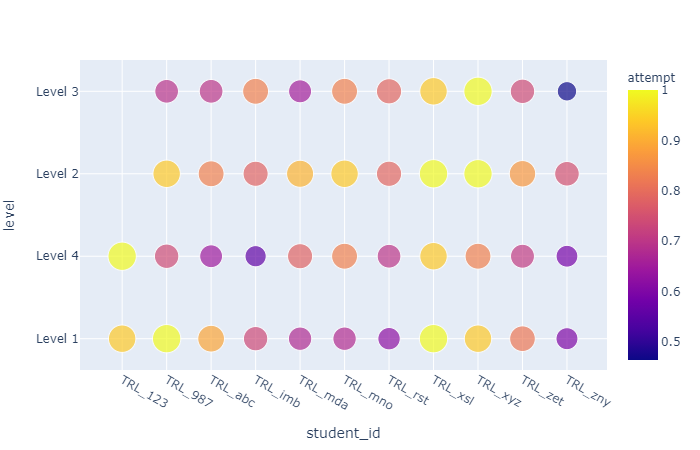 attempt
Level 3
Level 2
Level 4
Level 1
level
1
0.9
0.8
0.7
0.6
0.5
TRL_123
TRL_987
TRL_abc
TRL_imb
TRL_mda
TRL_mno
TRL_rst
TRL_xsl
TRL_xyz
TRL_zet
TRL_zny
student_id